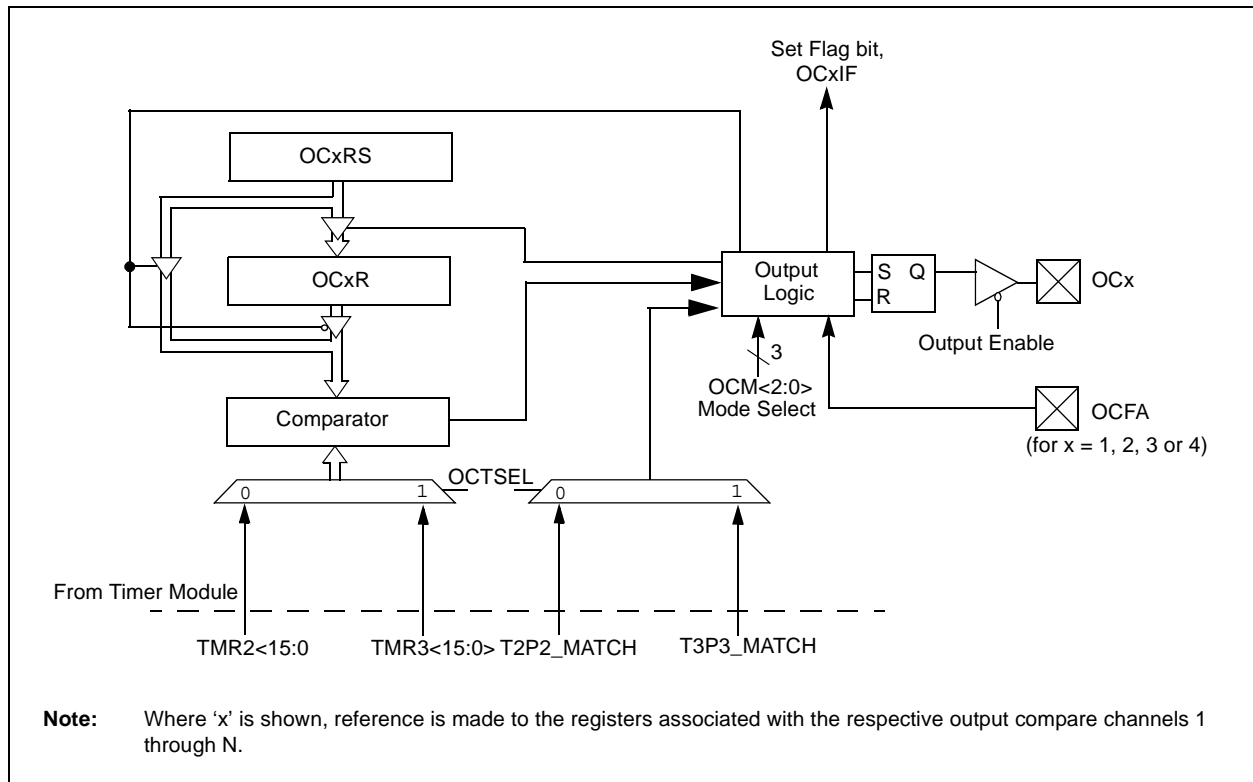 Set Flag bit,
OCxIF
OCxRS
OCxR
Output
Logic
S Q
R
OCx
Output Enable
3
OCM<2:0>
Mode Select
Comparator
OCFA
(for x = 1, 2, 3 or 4)
0 1 OCTSEL 0 1
From Timer Module
TMR2<15:0 TMR3<15:0> T2P2_MATCH T3P3_MATCH
Note: Where ‘x’ is shown, reference is made to the registers associated with the respective output compare channels 1
through N.